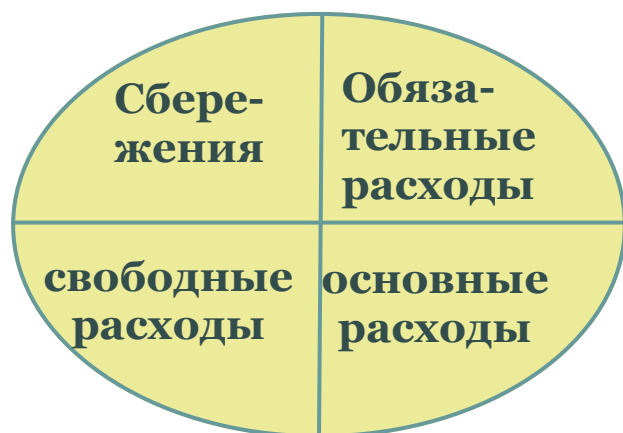 Сбере-
жения
Обяза-
тельные
расходы
свободные
расходы
основные
расходы